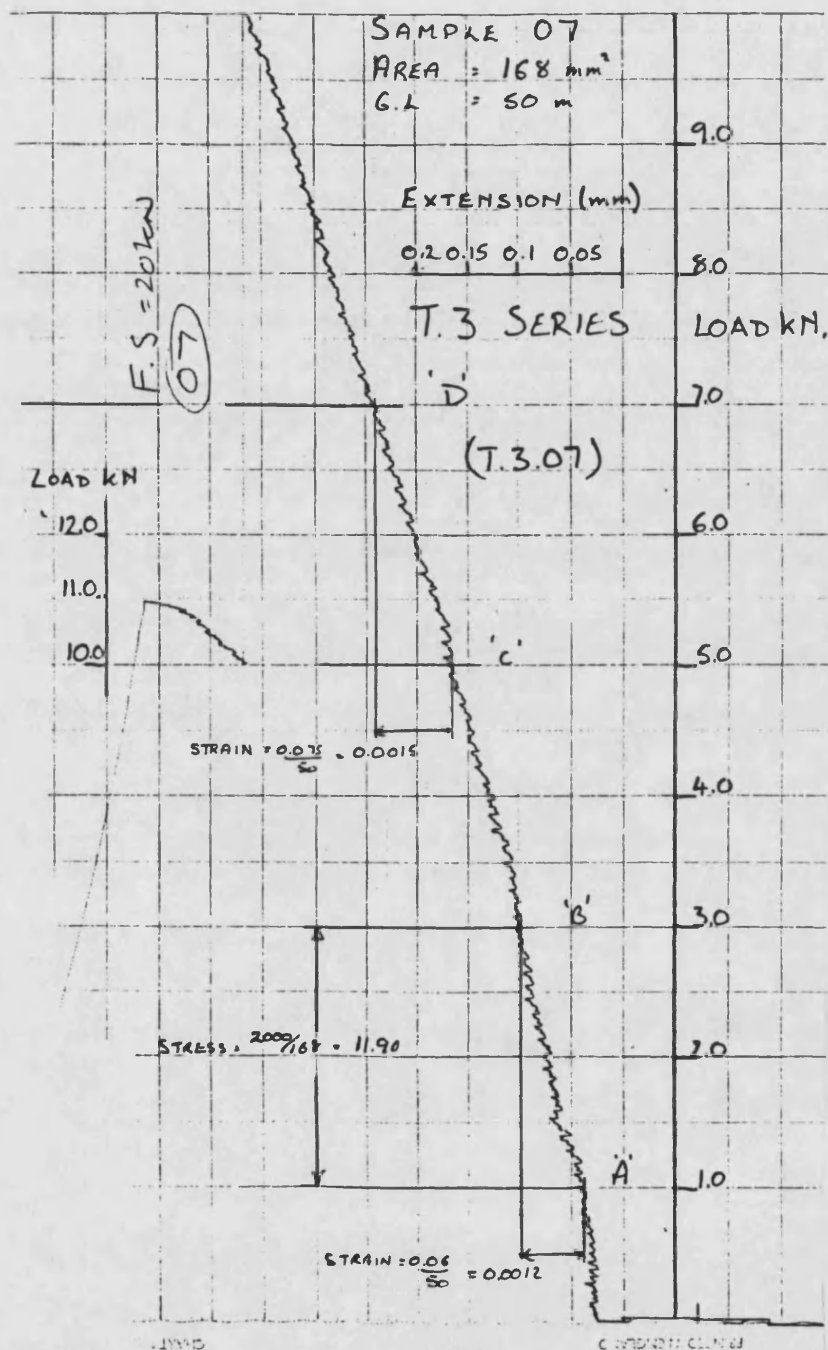 SAMPLE 07
AREA : 168 mm²
G.L : 50 m
9.0
EXTENSION (mm)
0.2 0.15 0.1 0.05
8.0
F.S = 20kN
07
T.3 SERIES
LOAD KN.
'D'
7.0
(T.3.07)
LOAD KN
12.0
6.0
11.0
10.0
'C'
5.0
STRAIN = 0.075/50 = 0.0015
4.0
'B'
3.0
STRESS = 2000/168 = 11.90
2.0
'A'
1.0
STRAIN = 0.06/50 = 0.0012